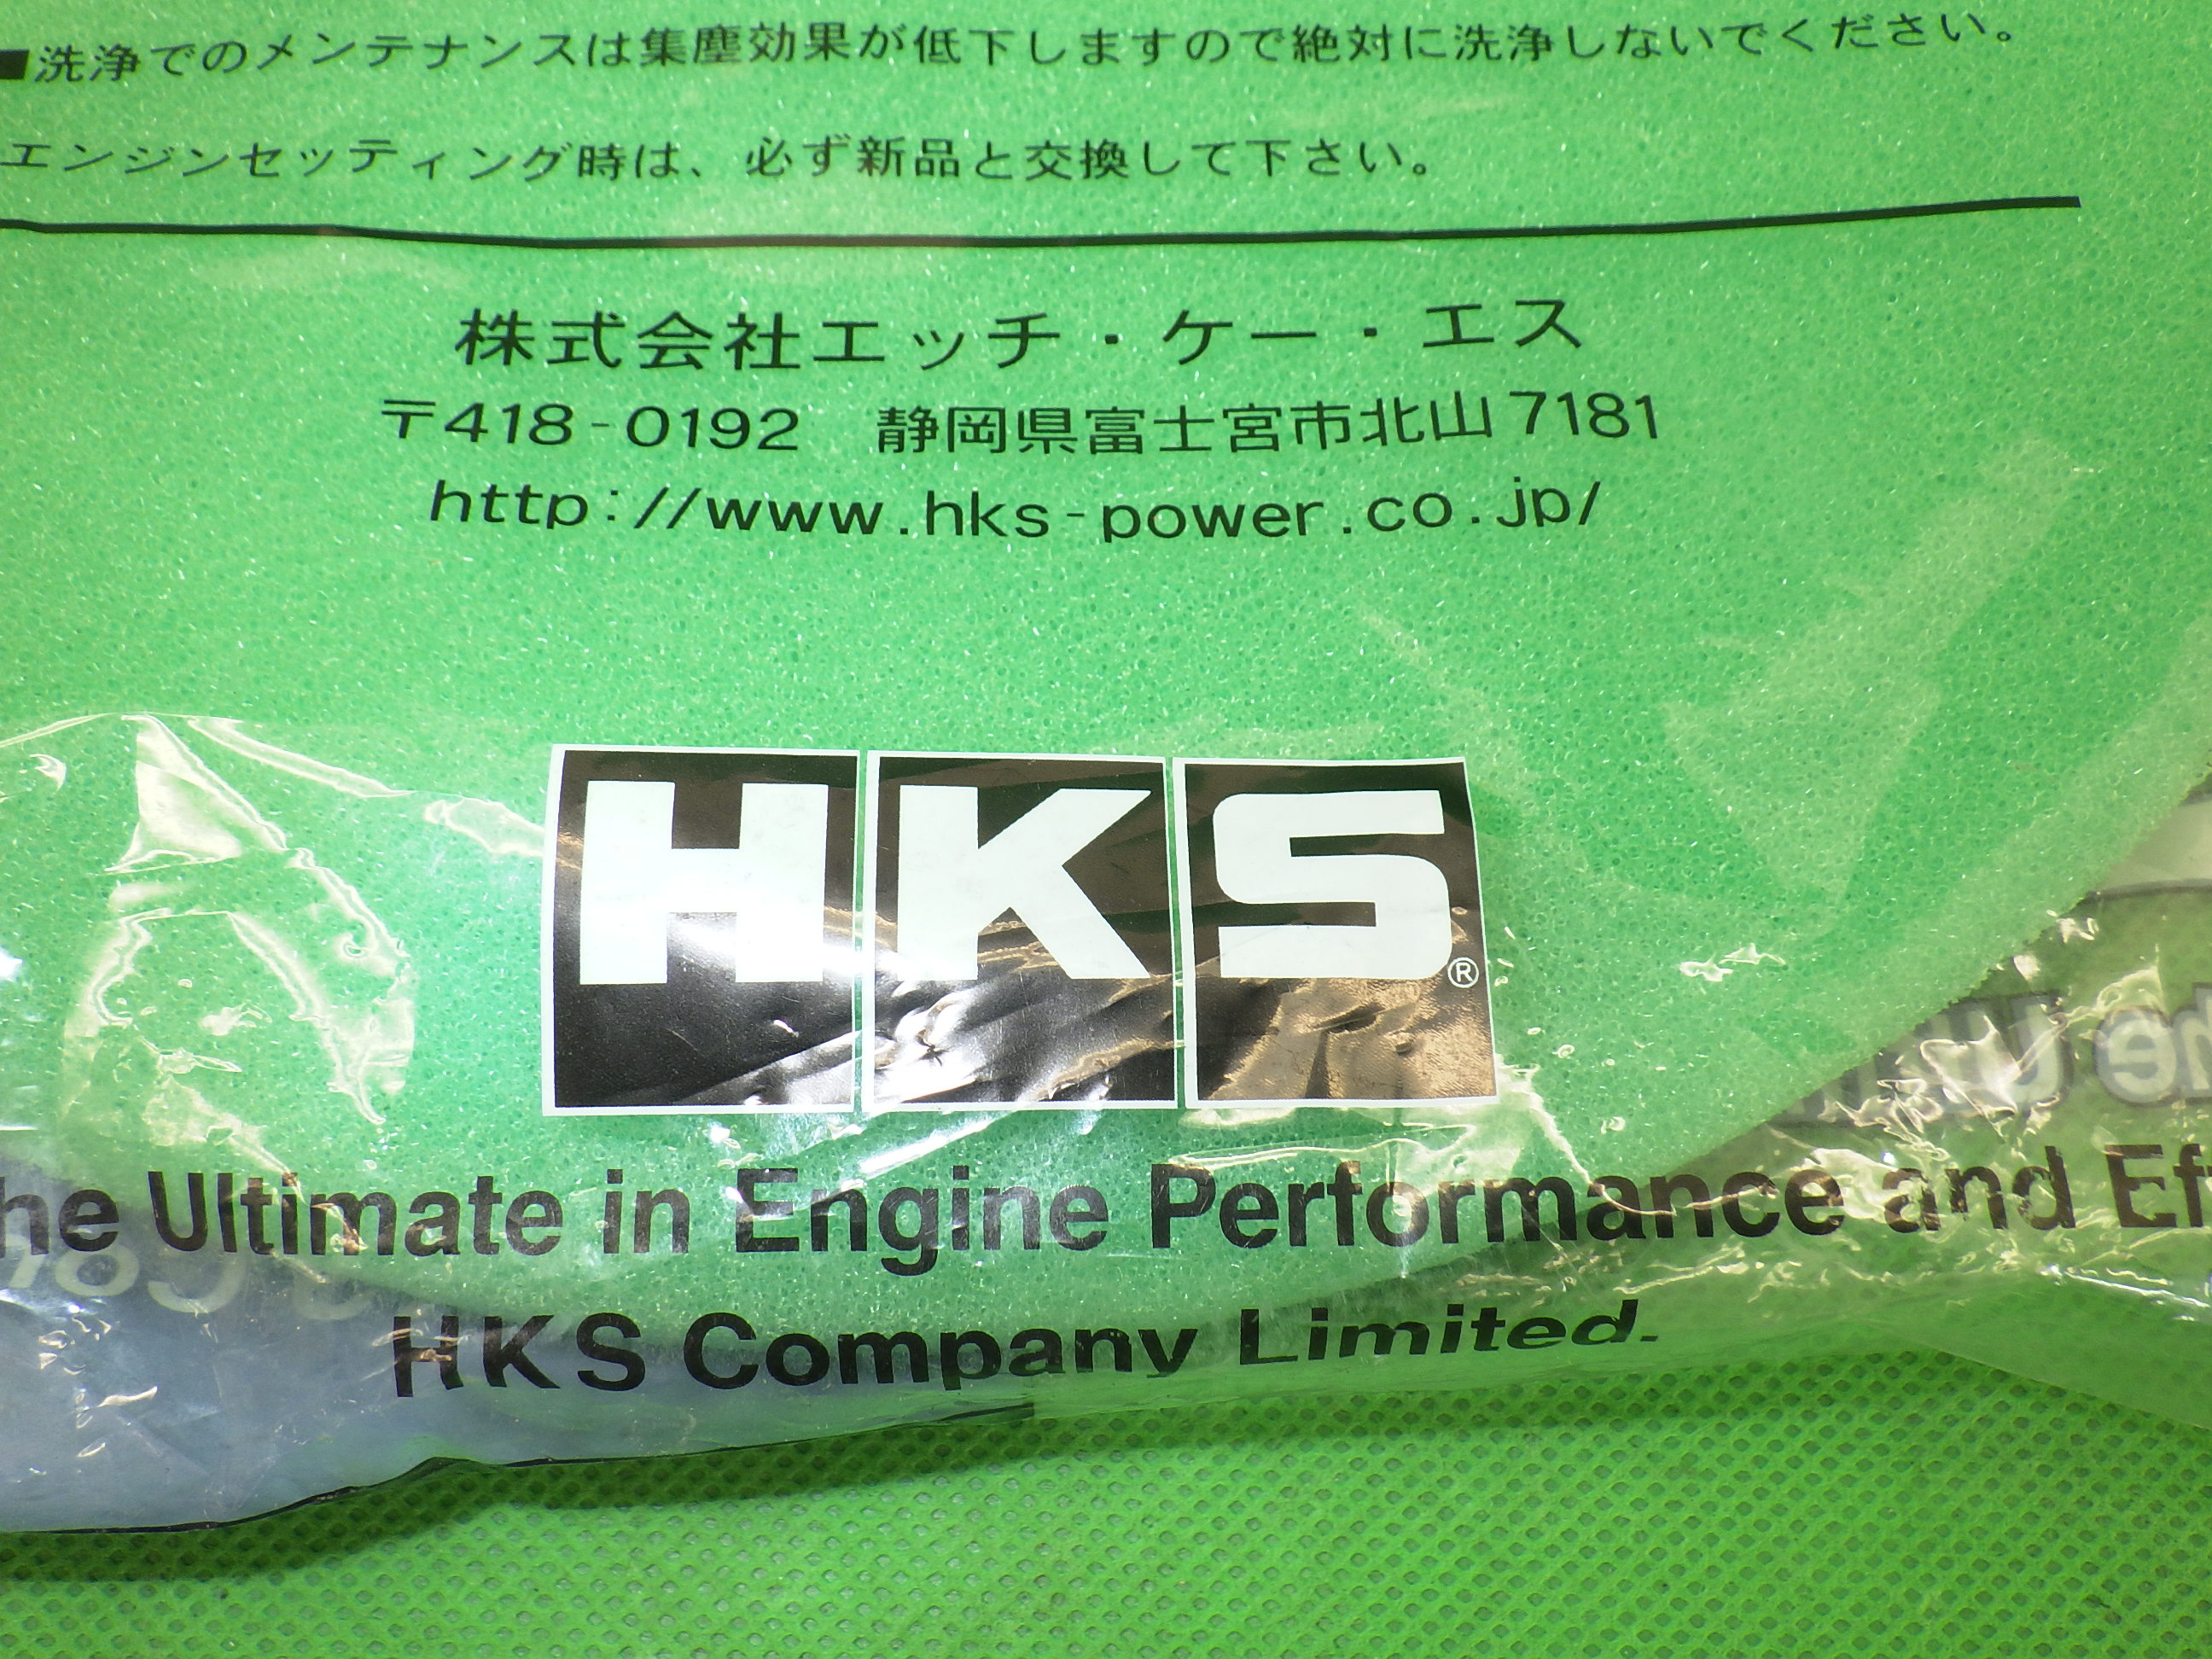 ■洗浄でのメンテナンスは集塵効果が低下しますので絶対に洗浄しないでください。
エンジンセッティング時は、必ず新品と交換して下さい。
株式会社エッチ・ケー・エス
〒418-0192　静岡県富士宮市北山7181
http://www.hks-power.co.jp/
HKS®
he Ultimate in Engine Performance and Ef
HKS Company Limited.